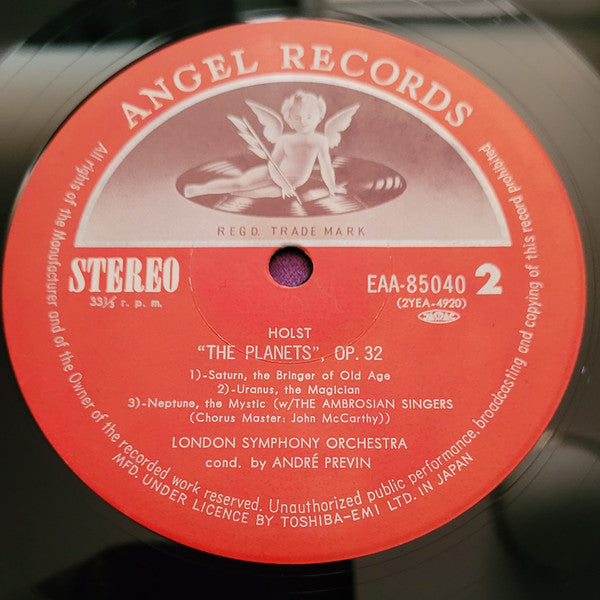 ANGEL RECORDS
REGD. TRADE MARK
STEREO
33⅓ r. p. m.
EAA-85040 2
(2YEA-4920)
JASRAC
HOLST
"THE PLANETS", OP. 32
1)-Saturn, the Bringer of Old Age
2)-Uranus, the Magician
3)-Neptune, the Mystic (w/THE AMBROSIAN SINGERS
(Chorus Master: John McCarthy))
LONDON SYMPHONY ORCHESTRA
cond. by ANDRÉ PREVIN
All rights of the Manufacturer and of the Owner of the recorded work reserved. Unauthorized public performance, broadcasting and copying of this record prohibited
MFD. UNDER LICENCE BY TOSHIBA-EMI LTD. IN JAPAN